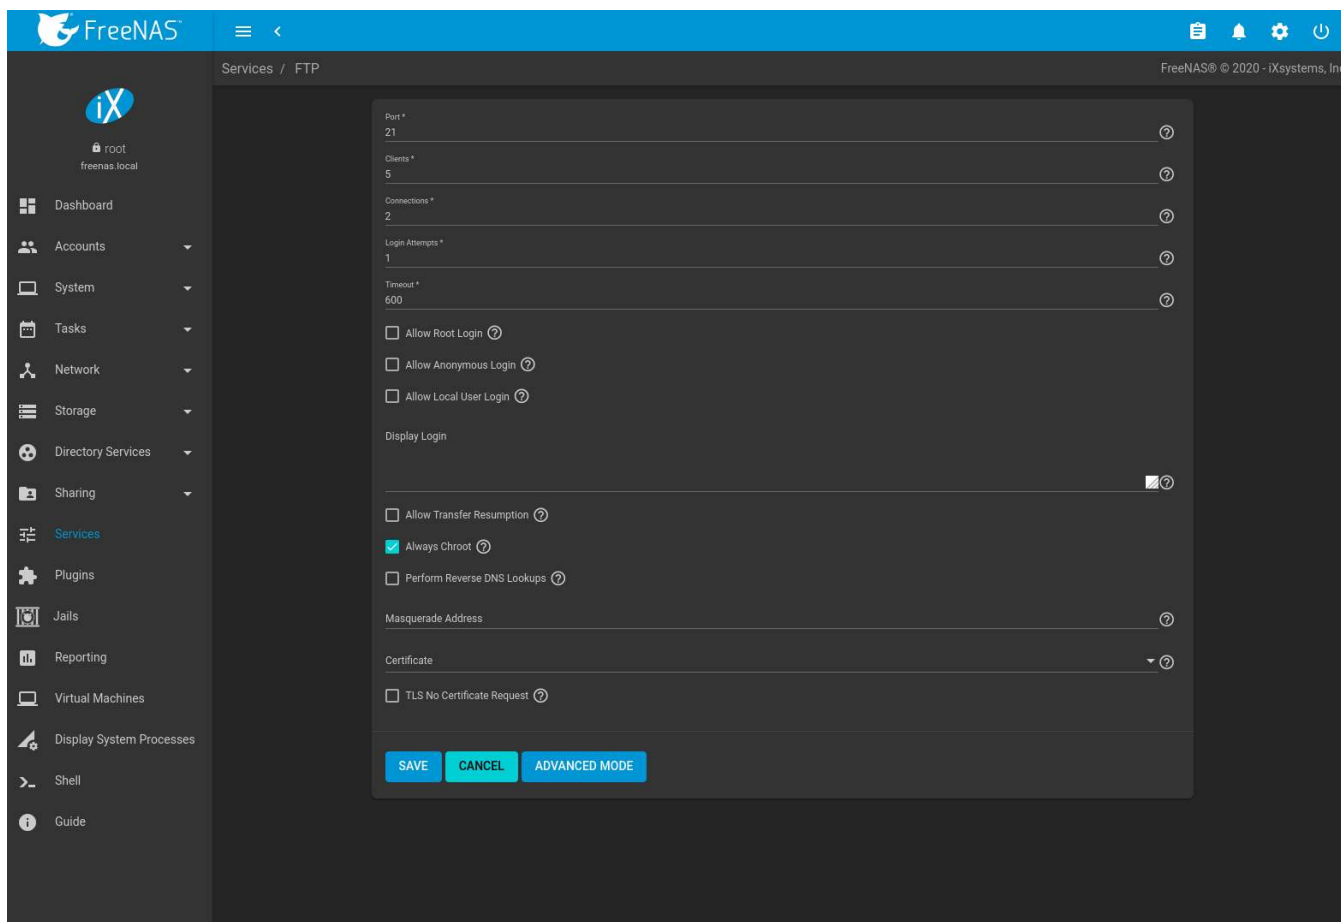 FreeNAS™
Services / FTP
FreeNAS® © 2020 - iXsystems, In
iX
root
freenas.local
Dashboard
Accounts
System
Tasks
Network
Storage
Directory Services
Sharing
Services
Plugins
Jails
Reporting
Virtual Machines
Display System Processes
Shell
Guide
Port *
21
Clients *
5
Connections *
2
Login Attempts *
1
Timeout *
600
Allow Root Login
Allow Anonymous Login
Allow Local User Login
Display Login
Allow Transfer Resumption
Always Chroot
Perform Reverse DNS Lookups
Masquerade Address
Certificate
TLS No Certificate Request
SAVE CANCEL ADVANCED MODE